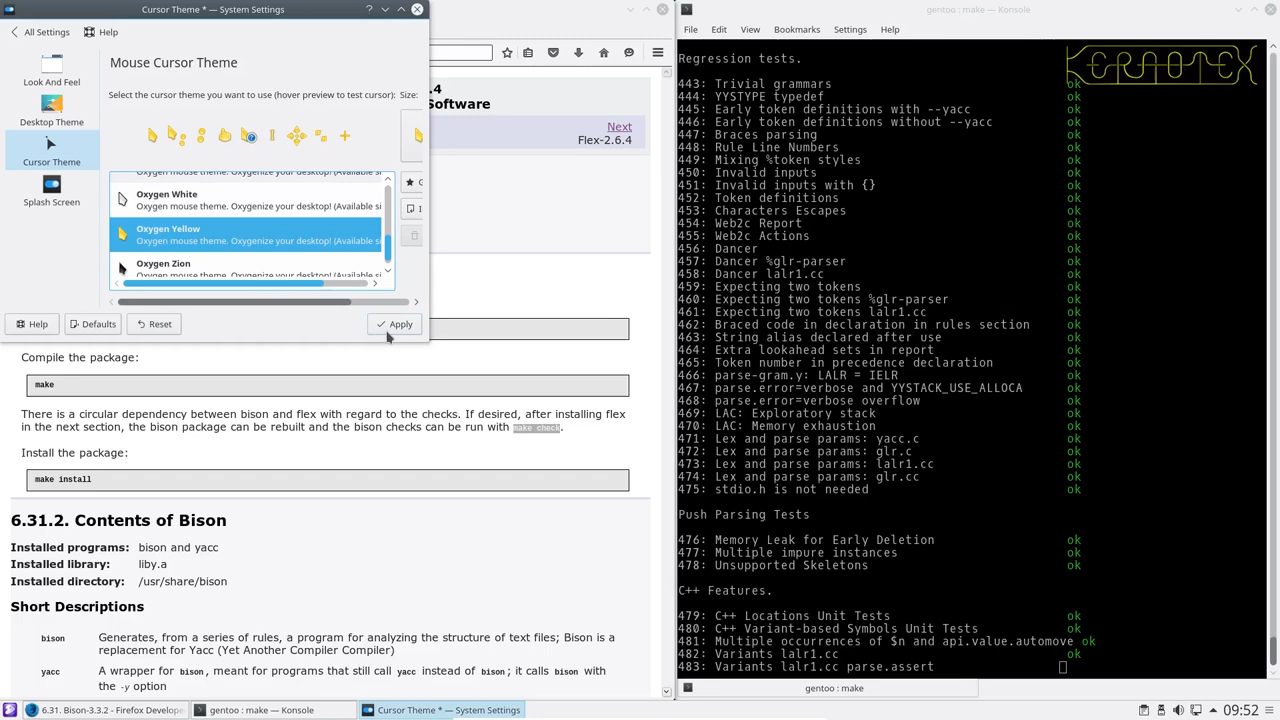 Cursor Theme * — System Settings
All Settings
Help
Look And Feel
Desktop Theme
Cursor Theme
Splash Screen
Mouse Cursor Theme
Select the cursor theme you want to use (hover preview to test cursor): Size:
Oxygen mouse theme. Oxygenize your desktop! (Available si
Oxygen White
Oxygen mouse theme. Oxygenize your desktop! (Available si
Oxygen Yellow
Oxygen mouse theme. Oxygenize your desktop! (Available si
Oxygen Zion
Oxygen mouse theme. Oxygenize your desktop! (Available si
Help
Defaults
Reset
Apply
.4
Software
Next
Flex-2.6.4
Compile the package:
make
There is a circular dependency between bison and flex with regard to the checks. If desired, after installing flex
in the next section, the bison package can be rebuilt and the bison checks can be run with make check.
Install the package:
make install
6.31.2. Contents of Bison
Installed programs: bison and yacc
Installed library: liby.a
Installed directory: /usr/share/bison
Short Descriptions
bison Generates, from a series of rules, a program for analyzing the structure of text files; Bison is a
replacement for Yacc (Yet Another Compiler Compiler)
yacc A wrapper for bison, meant for programs that still call yacc instead of bison; it calls bison with
the -y option
gentoo : make — Konsole
File Edit View Bookmarks Settings Help
Regression tests.
443: Trivial grammars ok
444: YYSTYPE typedef ok
445: Early token definitions with --yacc ok
446: Early token definitions without --yacc ok
447: Braces parsing ok
448: Rule Line Numbers ok
449: Mixing %token styles ok
450: Invalid inputs ok
451: Invalid inputs with {} ok
452: Token definitions ok
453: Characters Escapes ok
454: Web2c Report ok
455: Web2c Actions ok
456: Dancer ok
457: Dancer %glr-parser ok
458: Dancer lalr1.cc ok
459: Expecting two tokens ok
460: Expecting two tokens %glr-parser ok
461: Expecting two tokens lalr1.cc ok
462: Braced code in declaration in rules section ok
463: String alias declared after use ok
464: Extra lookahead sets in report ok
465: Token number in precedence declaration ok
466: parse-gram.y: LALR = IELR ok
467: parse.error=verbose and YYSTACK_USE_ALLOCA ok
468: parse.error=verbose overflow ok
469: LAC: Exploratory stack ok
470: LAC: Memory exhaustion ok
471: Lex and parse params: yacc.c ok
472: Lex and parse params: glr.c ok
473: Lex and parse params: lalr1.cc ok
474: Lex and parse params: glr.cc ok
475: stdio.h is not needed ok
Push Parsing Tests
476: Memory Leak for Early Deletion ok
477: Multiple impure instances ok
478: Unsupported Skeletons ok
C++ Features.
479: C++ Locations Unit Tests ok
480: C++ Variant-based Symbols Unit Tests ok
481: Multiple occurrences of $n and api.value.automove ok
482: Variants lalr1.cc ok
483: Variants lalr1.cc parse.assert
gentoo : make
6.31. Bison-3.3.2 - Firefox Develope
gentoo : make — Konsole
Cursor Theme * — System Settings
09:52